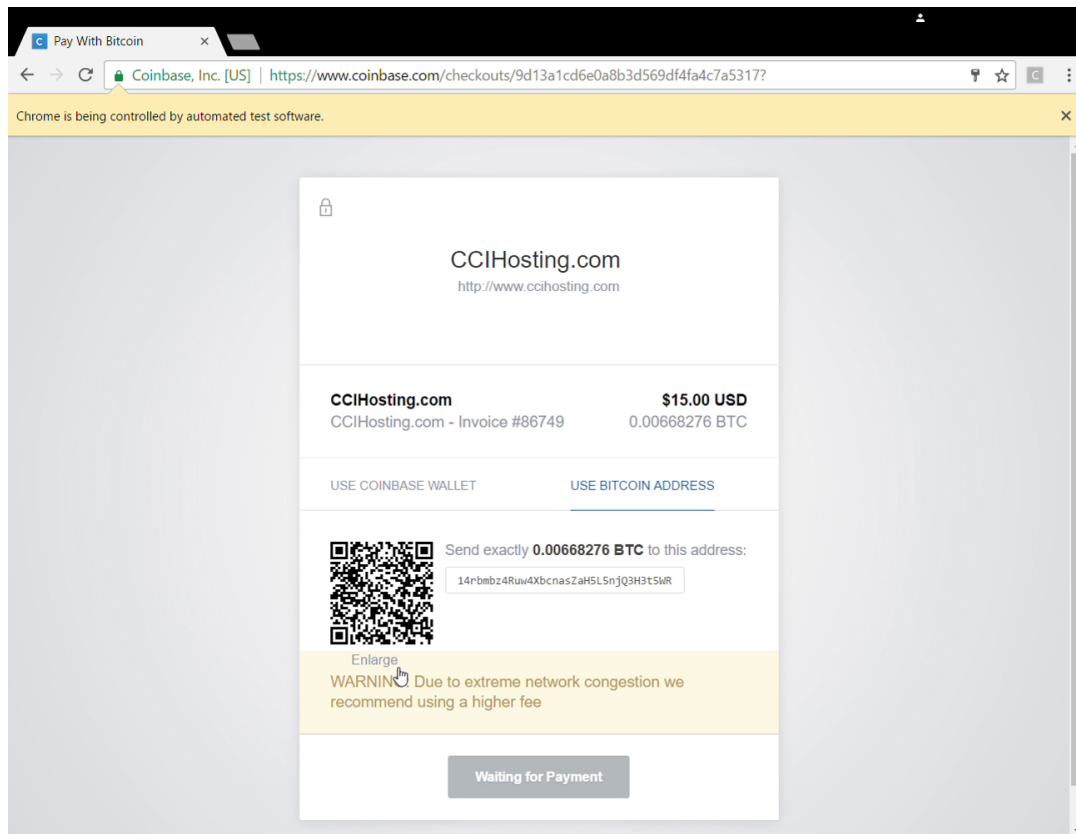 Pay With Bitcoin
Coinbase, Inc. [US] | https://www.coinbase.com/checkouts/9d13a1cd6e0a8b3d569df4fa4c7a5317?
Chrome is being controlled by automated test software.
CCIHosting.com
http://www.ccihosting.com
CCIHosting.com $15.00 USD
CCIHosting.com - Invoice #86749 0.00668276 BTC
USE COINBASE WALLET USE BITCOIN ADDRESS
Send exactly 0.00668276 BTC to this address:
14rbmbz4Ruw4XbcnasZaH5L5njQ3H3t5WR
Enlarge
WARNING Due to extreme network congestion we
recommend using a higher fee
Waiting for Payment